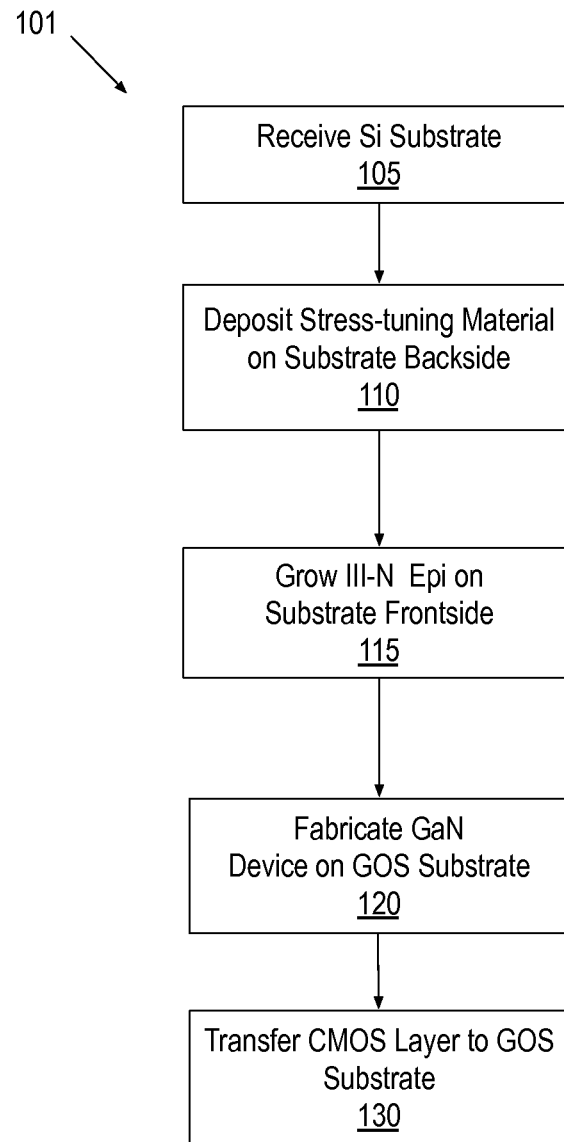 101
Receive Si Substrate
105
Deposit Stress-tuning Material
on Substrate Backside
110
Grow III-N Epi on
Substrate Frontside
115
Fabricate GaN
Device on GOS Substrate
120
Transfer CMOS Layer to GOS
Substrate
130